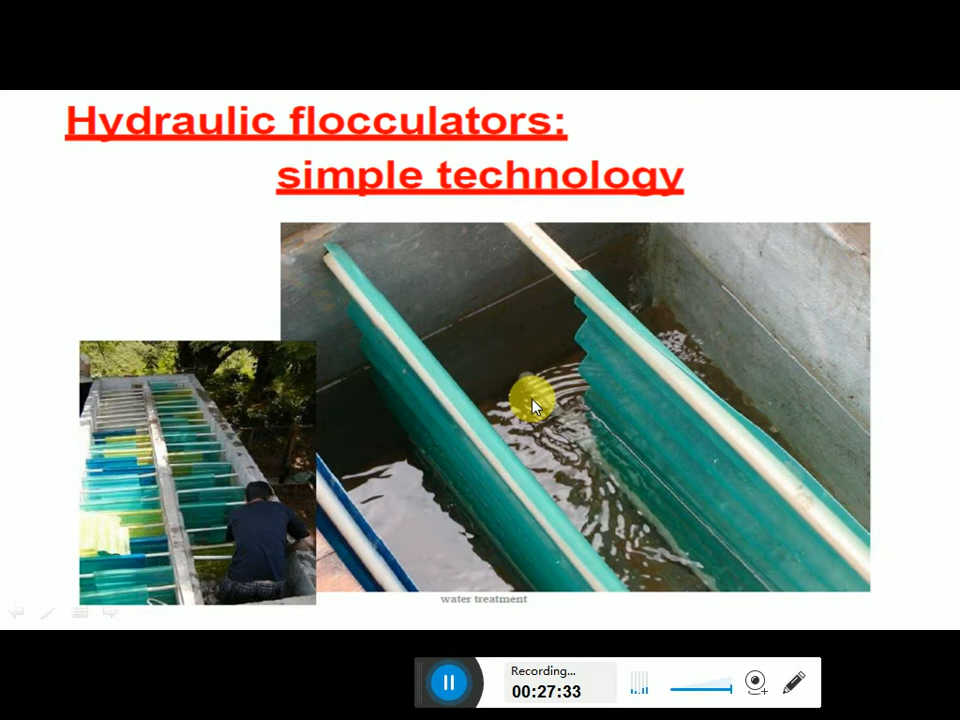 Hydraulic flocculators:
simple technology
water treatment
Recording...
00:27:33